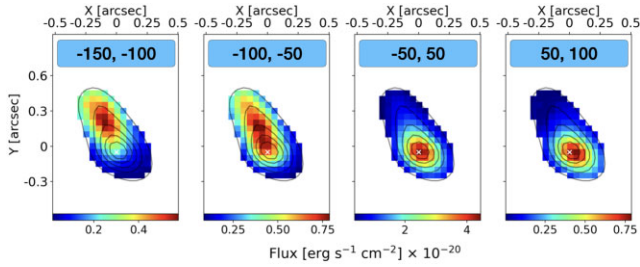 X [arcsec] X [arcsec] X [arcsec] X [arcsec]
-0.5 -0.25 0 0.25 0.5 -0.5 -0.25 0 0.25 0.5 -0.5 -0.25 0 0.25 0.5 -0.5 -0.25 0 0.25 0.5
-150, -100 -100, -50 -50, 50 50, 100
Y [arcsec]
0.6
0.3
0
-0.3
0.2 0.4 0.25 0.50 0.75 2 4 0.25 0.50 0.75
Flux [erg s⁻¹ cm⁻²] × 10⁻²⁰